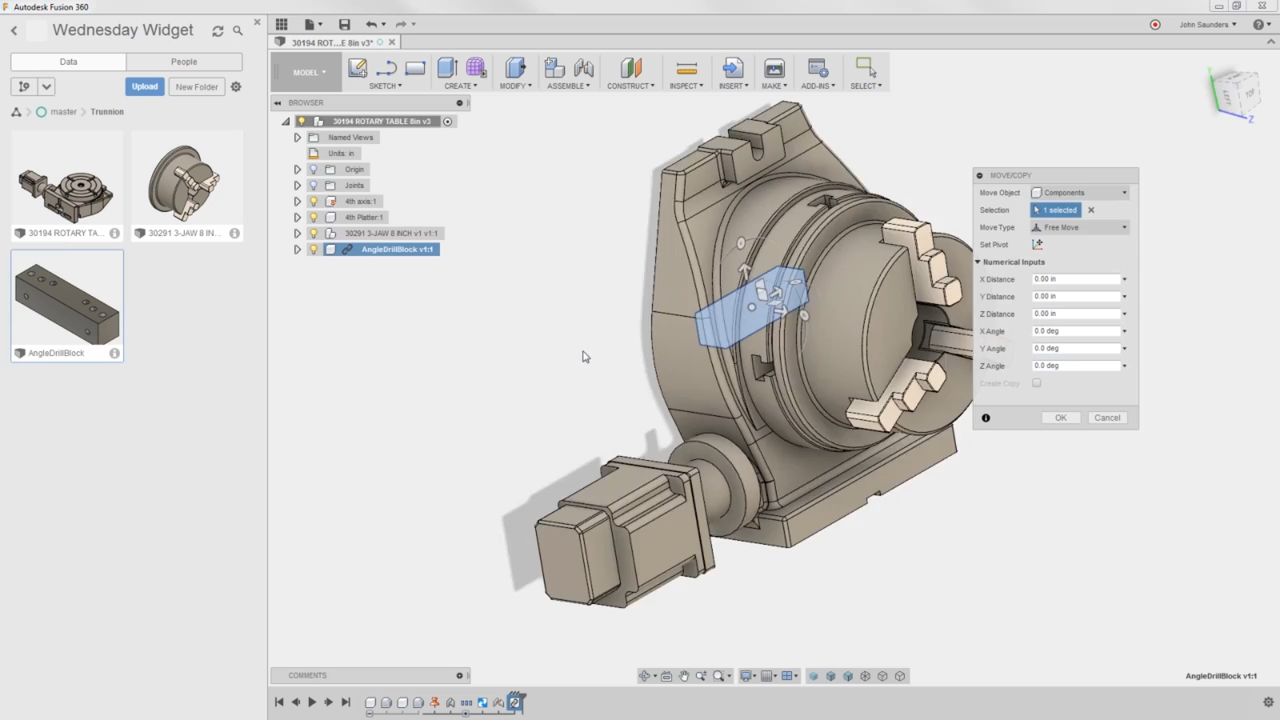 Autodesk Fusion 360
Wednesday Widget
Data
People
Upload
New Folder
master
Trunnion
30194 ROTARY TA...
30291 3-JAW 8 IN...
AngleDrillBlock
30194 ROT...E 8in v3*
John Saunders
MODEL
SKETCH
CREATE
MODIFY
ASSEMBLE
CONSTRUCT
INSPECT
INSERT
MAKE
ADD-INS
SELECT
BROWSER
30194 ROTARY TABLE 8in v3
Named Views
Units: in
Origin
Joints
4th axis:1
4th Platter:1
30291 3-JAW 8 INCH v1 v1:1
AngleDrillBlock v1:1
LEFT
TOP
Y
Z
MOVE/COPY
Move Object
Components
Selection
1 selected
Move Type
Free Move
Set Pivot
Numerical Inputs
X Distance
0.00 in
Y Distance
0.00 in
Z Distance
0.00 in
X Angle
0.0 deg
Y Angle
0.0 deg
Z Angle
0.0 deg
Create Copy
OK
Cancel
COMMENTS
AngleDrillBlock v1:1